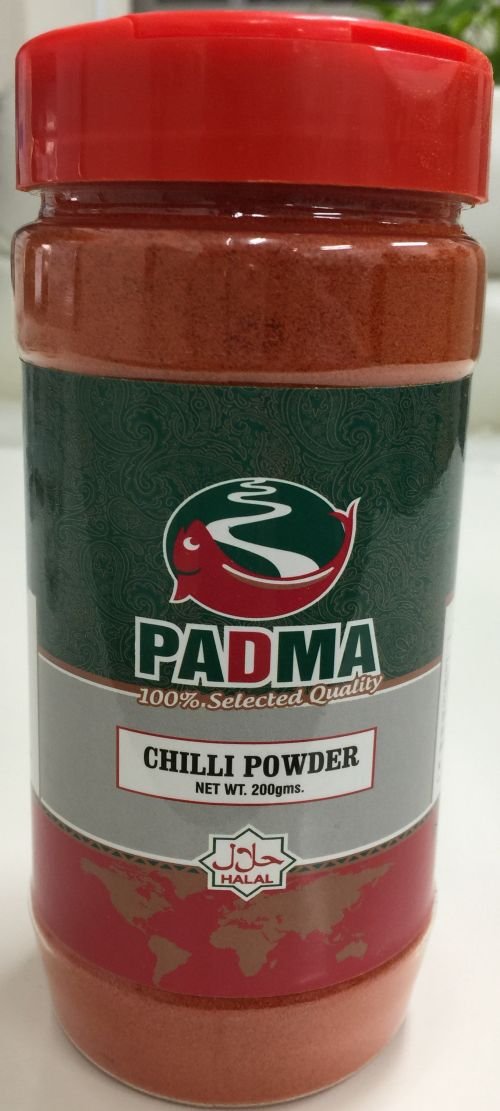 PADMA
100% Selected Quality
CHILLI POWDER
NET WT. 200gms.
حلال
HALAL